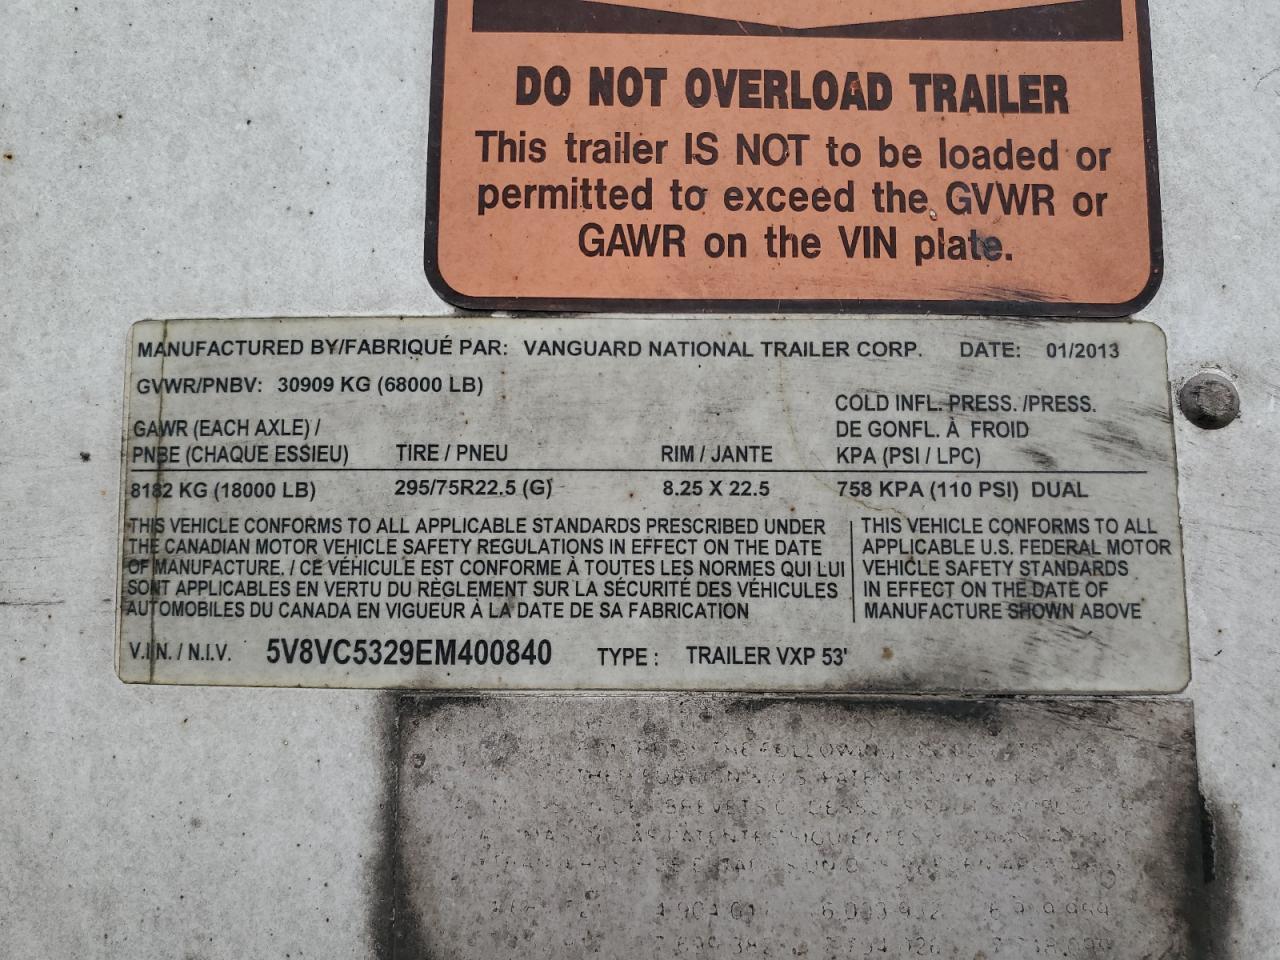 DO NOT OVERLOAD TRAILER
This trailer IS NOT to be loaded or
permitted to exceed the GVWR or
GAWR on the VIN plate.
MANUFACTURED BY/FABRIQUÉ PAR: VANGUARD NATIONAL TRAILER CORP. DATE: 01/2013
GVWR/PNBV: 30909 KG (68000 LB)
COLD INFL. PRESS. /PRESS.
GAWR (EACH AXLE) / DE GONFL. À FROID
PNBE (CHAQUE ESSIEU) TIRE / PNEU RIM / JANTE KPA (PSI / LPC)
8182 KG (18000 LB) 295/75R22.5 (G) 8.25 X 22.5 758 KPA (110 PSI) DUAL
THIS VEHICLE CONFORMS TO ALL APPLICABLE STANDARDS PRESCRIBED UNDER
THE CANADIAN MOTOR VEHICLE SAFETY REGULATIONS IN EFFECT ON THE DATE
OF MANUFACTURE. / CE VÉHICULE EST CONFORME À TOUTES LES NORMES QUI LUI
SONT APPLICABLES EN VERTU DU RÈGLEMENT SUR LA SÉCURITÉ DES VÉHICULES
AUTOMOBILES DU CANADA EN VIGUEUR À LA DATE DE SA FABRICATION
THIS VEHICLE CONFORMS TO ALL
APPLICABLE U.S. FEDERAL MOTOR
VEHICLE SAFETY STANDARDS
IN EFFECT ON THE DATE OF
MANUFACTURE SHOWN ABOVE
V.I.N. / N.I.V. 5V8VC5329EM400840 TYPE : TRAILER VXP 53'
THE FOLLOWING